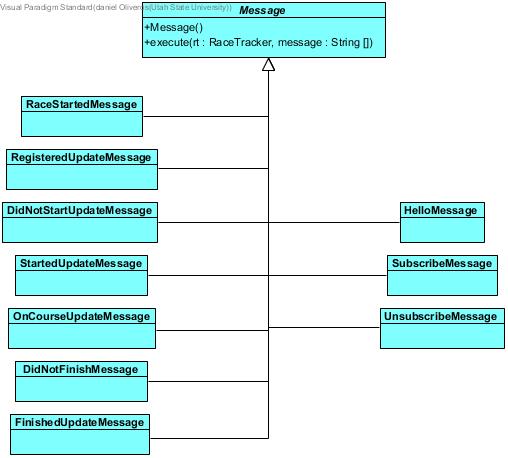 Visual Paradigm Standard(daniel Oliveros(Utah State University))
Message
+Message()
+execute(rt : RaceTracker, message : String [])
RaceStartedMessage
RegisteredUpdateMessage
DidNotStartUpdateMessage
HelloMessage
StartedUpdateMessage
SubscribeMessage
OnCourseUpdateMessage
UnsubscribeMessage
DidNotFinishMessage
FinishedUpdateMessage